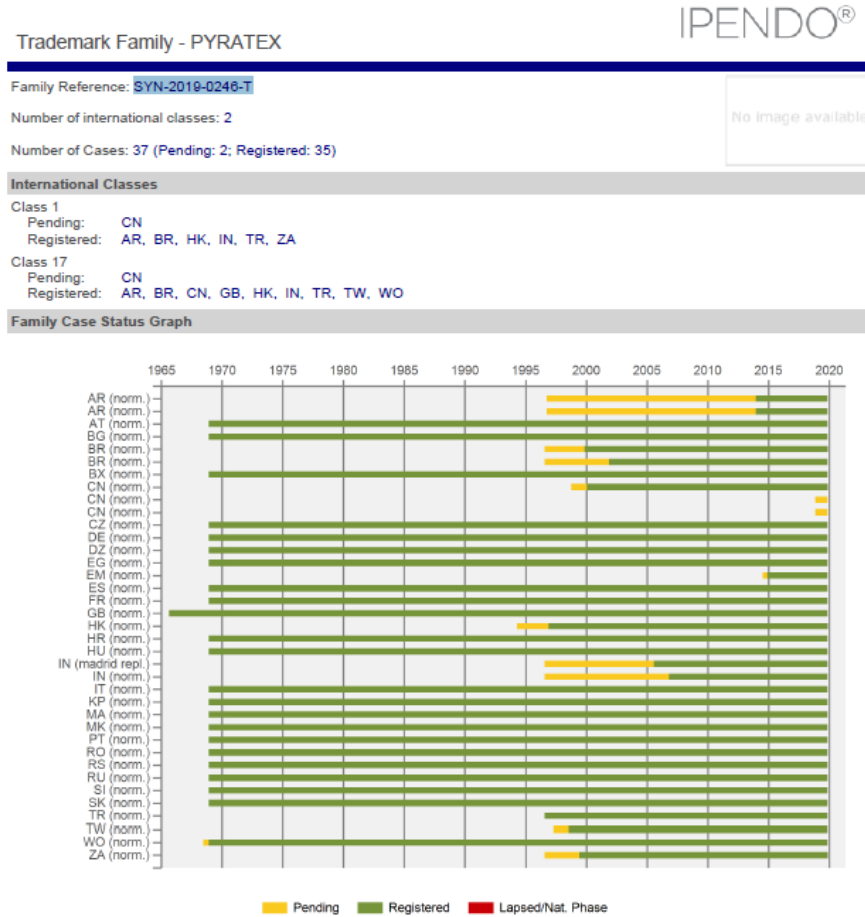 IPENDO®
Trademark Family - PYRATEX
Family Reference: SYN-2019-0246-T
Number of international classes: 2
No image available
Number of Cases: 37 (Pending: 2; Registered: 35)
International Classes
Class 1
Pending: CN
Registered: AR, BR, HK, IN, TR, ZA
Class 17
Pending: CN
Registered: AR, BR, CN, GB, HK, IN, TR, TW, WO
Family Case Status Graph
1965 1970 1975 1980 1985 1990 1995 2000 2005 2010 2015 2020
AR (norm.)
AR (norm.)
AT (norm.)
BG (norm.)
BR (norm.)
BR (norm.)
BX (norm.)
CN (norm.)
CN (norm.)
CN (norm.)
CZ (norm.)
DE (norm.)
DZ (norm.)
EG (norm.)
EM (norm.)
ES (norm.)
FR (norm.)
GB (norm.)
HK (norm.)
HR (norm.)
HU (norm.)
IN (madrid repl.)
IN (norm.)
IT (norm.)
KP (norm.)
MA (norm.)
MK (norm.)
PT (norm.)
RO (norm.)
RS (norm.)
RU (norm.)
SI (norm.)
SK (norm.)
TR (norm.)
TW (norm.)
WO (norm.)
ZA (norm.)
Pending Registered Lapsed/Nat. Phase